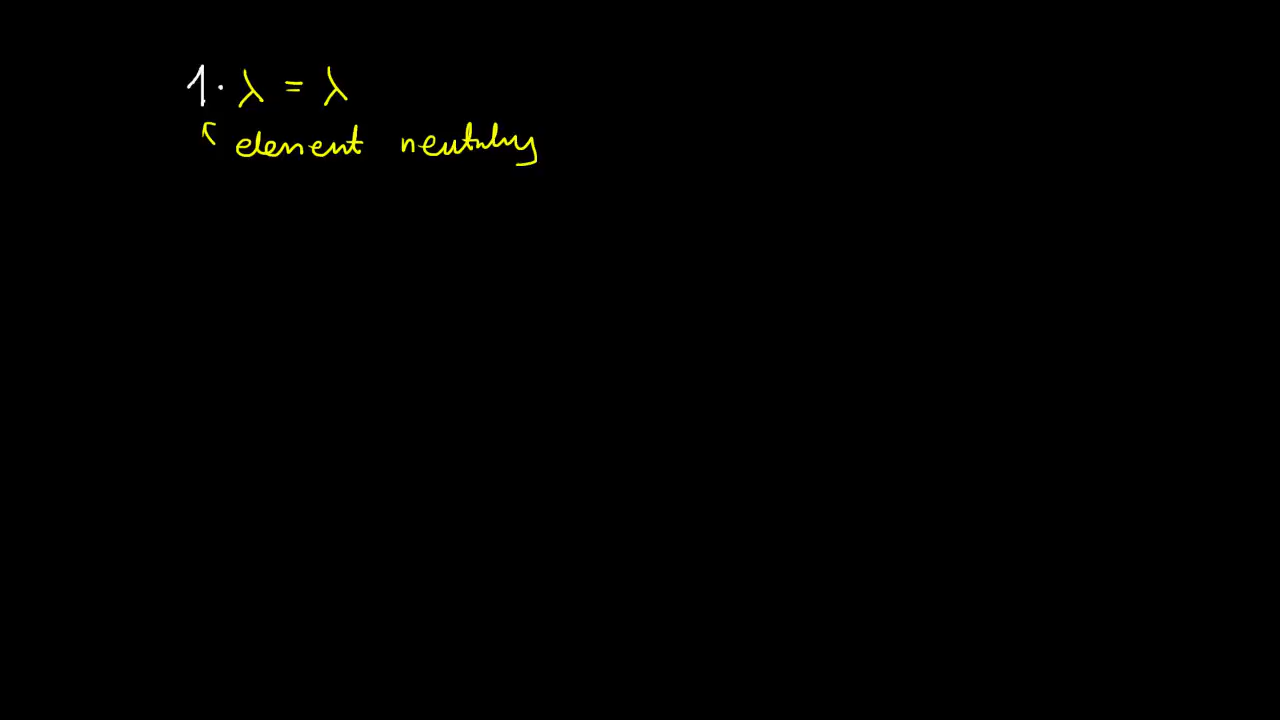 1 · λ = λ
↖ element neutralny